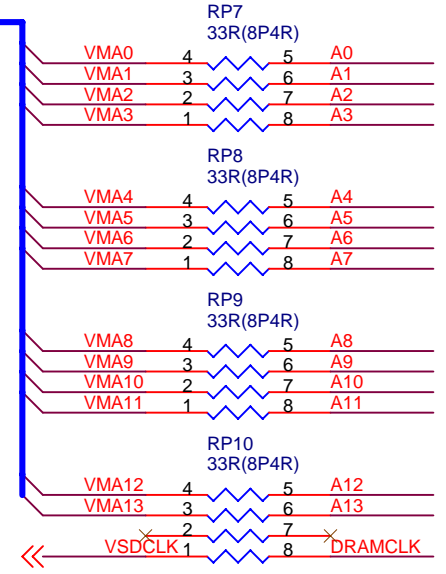 RP7
33R(8P4R)
VMA0 4 5 A0
VMA1 3 6 A1
VMA2 2 7 A2
VMA3 1 8 A3
RP8
33R(8P4R)
VMA4 4 5 A4
VMA5 3 6 A5
VMA6 2 7 A6
VMA7 1 8 A7
RP9
33R(8P4R)
VMA8 4 5 A8
VMA9 3 6 A9
VMA10 2 7 A10
VMA11 1 8 A11
RP10
33R(8P4R)
VMA12 4 5 A12
VMA13 3 6 A13
2 7
VSDCLK 1 8 DRAMCLK